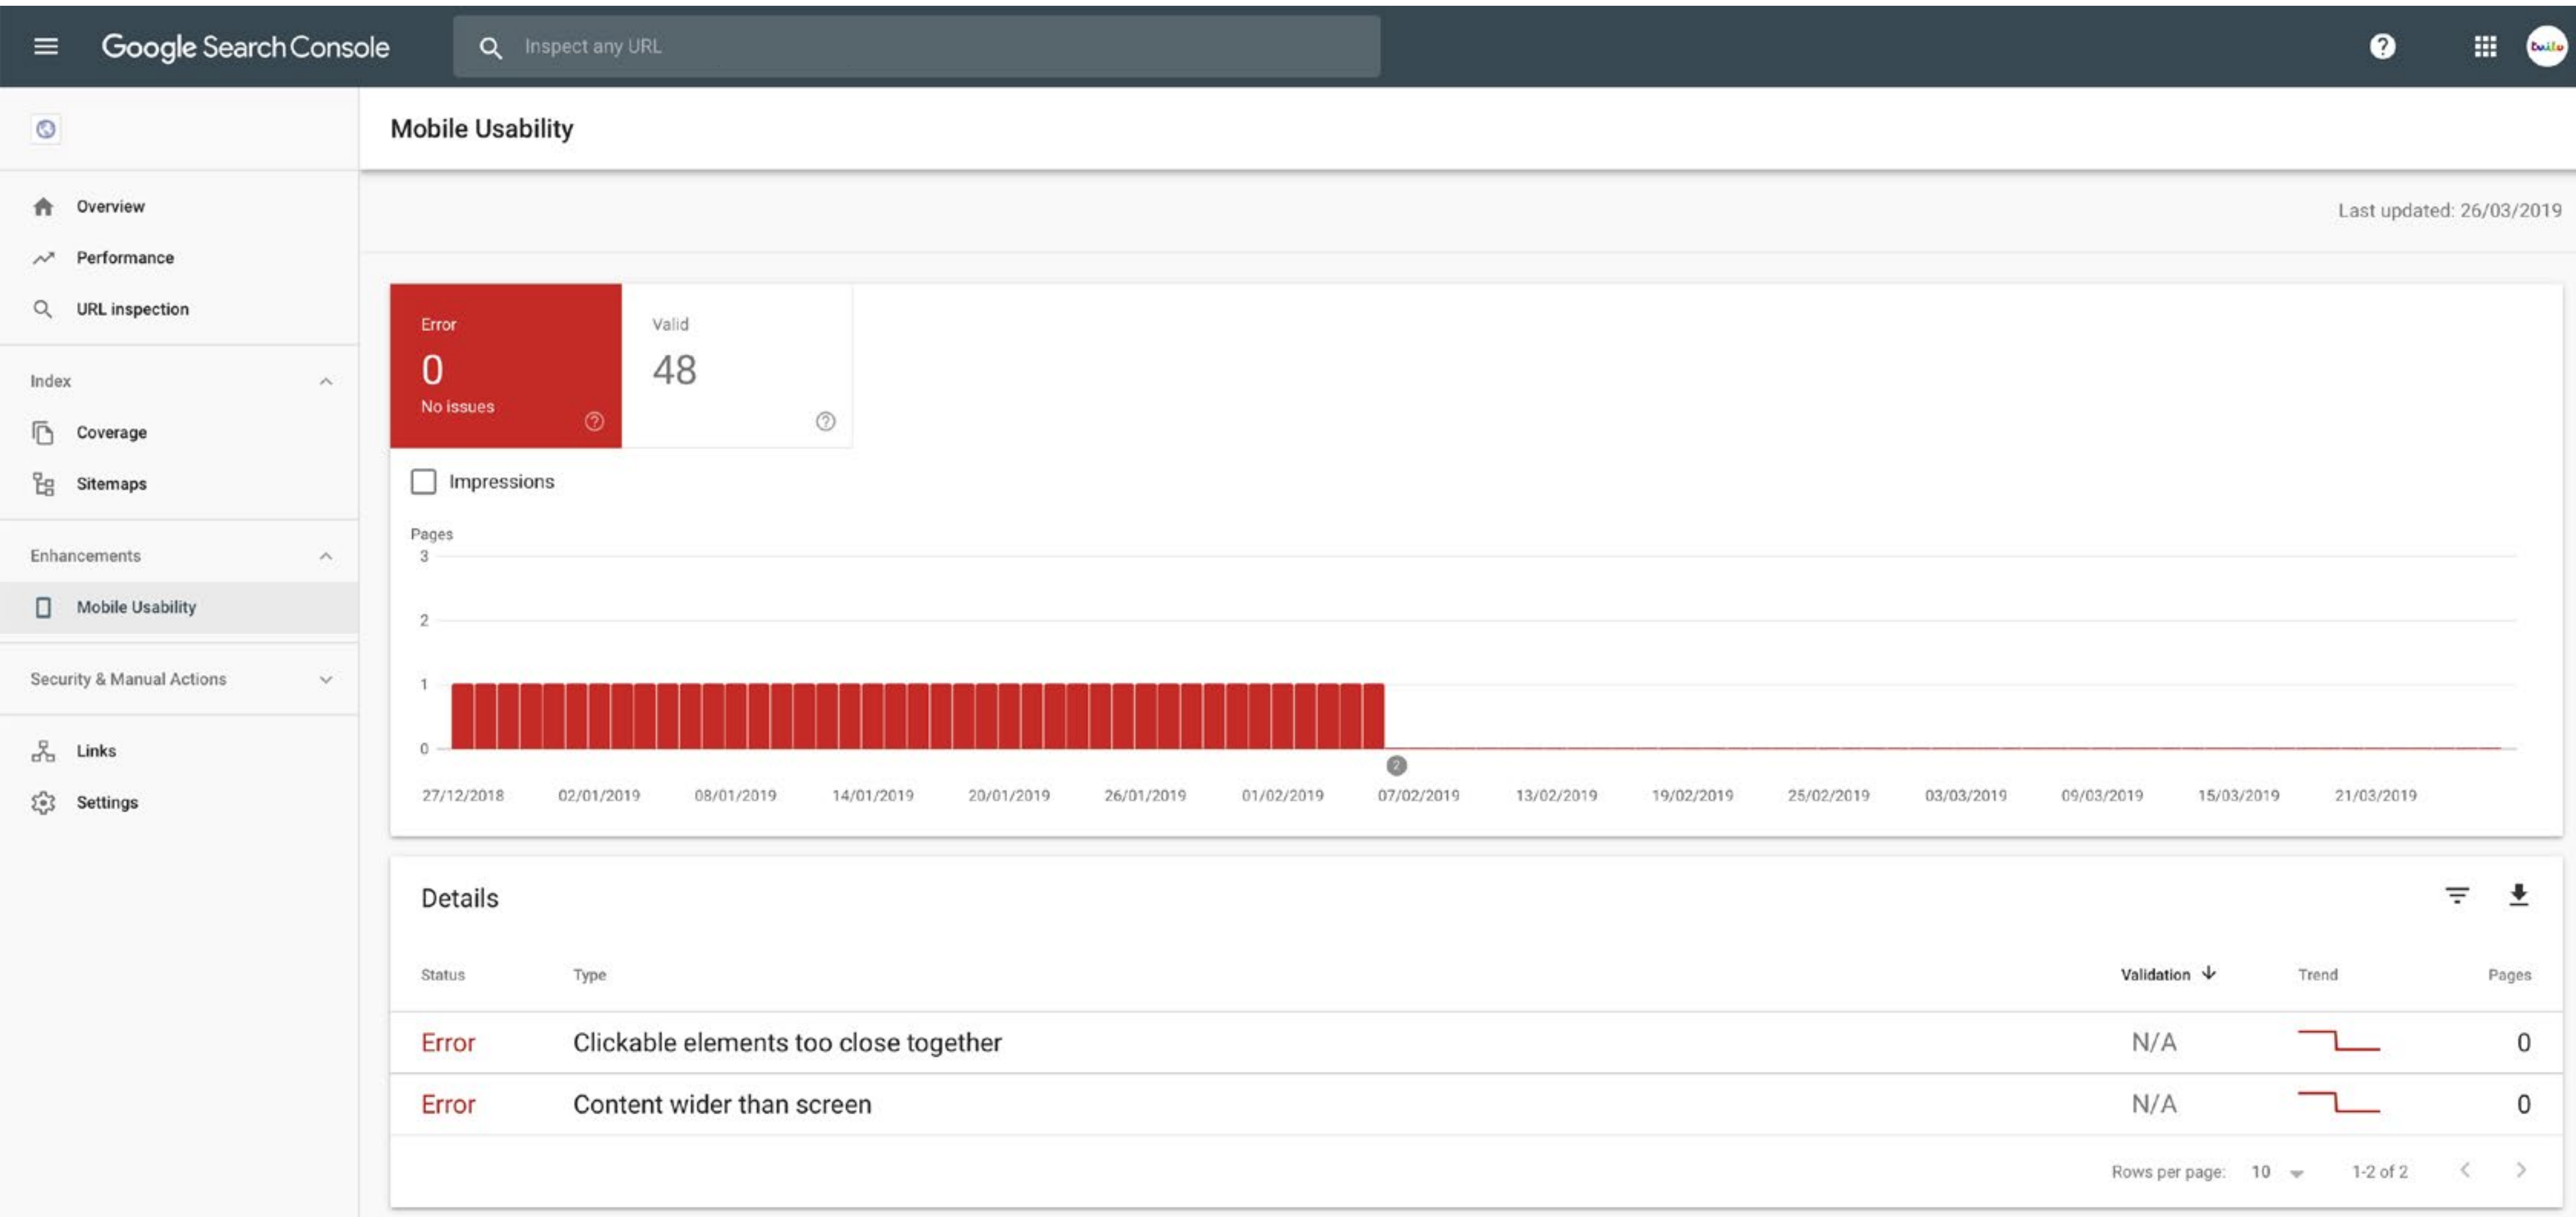 Google Search Console
Inspect any URL
twilo
Mobile Usability
Overview
Performance
URL inspection
Index
Coverage
Sitemaps
Enhancements
Mobile Usability
Security & Manual Actions
Links
Settings
Last updated: 26/03/2019
Error
0
No issues
Valid
48
Impressions
Pages
3
2
1
0
2
27/12/2018 02/01/2019 08/01/2019 14/01/2019 20/01/2019 26/01/2019 01/02/2019 07/02/2019 13/02/2019 19/02/2019 25/02/2019 03/03/2019 09/03/2019 15/03/2019 21/03/2019
Details
Status Type Validation Trend Pages
Error Clickable elements too close together N/A 0
Error Content wider than screen N/A 0
Rows per page: 10 1-2 of 2